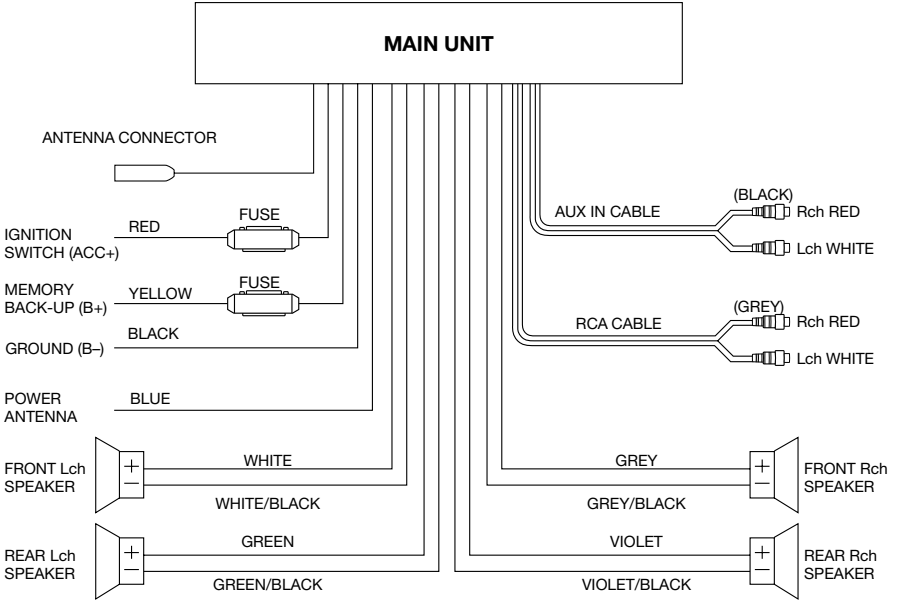 MAIN UNIT
ANTENNA CONNECTOR
(BLACK)
AUX IN CABLE
Rch RED
Lch WHITE
RED
FUSE
IGNITION
SWITCH (ACC+)
MEMORY
BACK-UP (B+)
YELLOW
FUSE
(GREY)
RCA CABLE
Rch RED
Lch WHITE
BLACK
GROUND (B–)
POWER
ANTENNA
BLUE
FRONT Lch
SPEAKER
+
–
WHITE
WHITE/BLACK
GREY
GREY/BLACK
+
–
FRONT Rch
SPEAKER
REAR Lch
SPEAKER
+
–
GREEN
GREEN/BLACK
VIOLET
VIOLET/BLACK
+
–
REAR Rch
SPEAKER